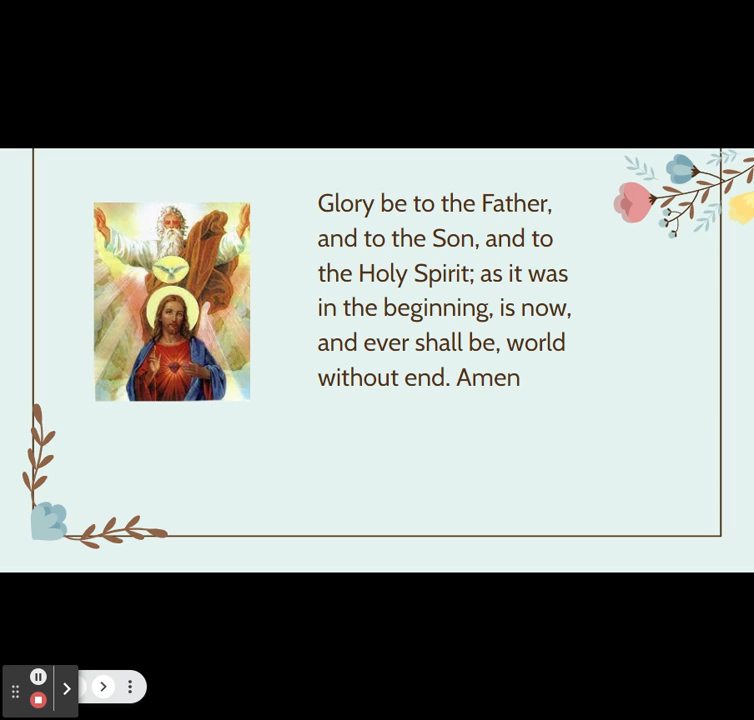 Glory be to the Father,
and to the Son, and to
the Holy Spirit; as it was
in the beginning, is now,
and ever shall be, world
without end. Amen